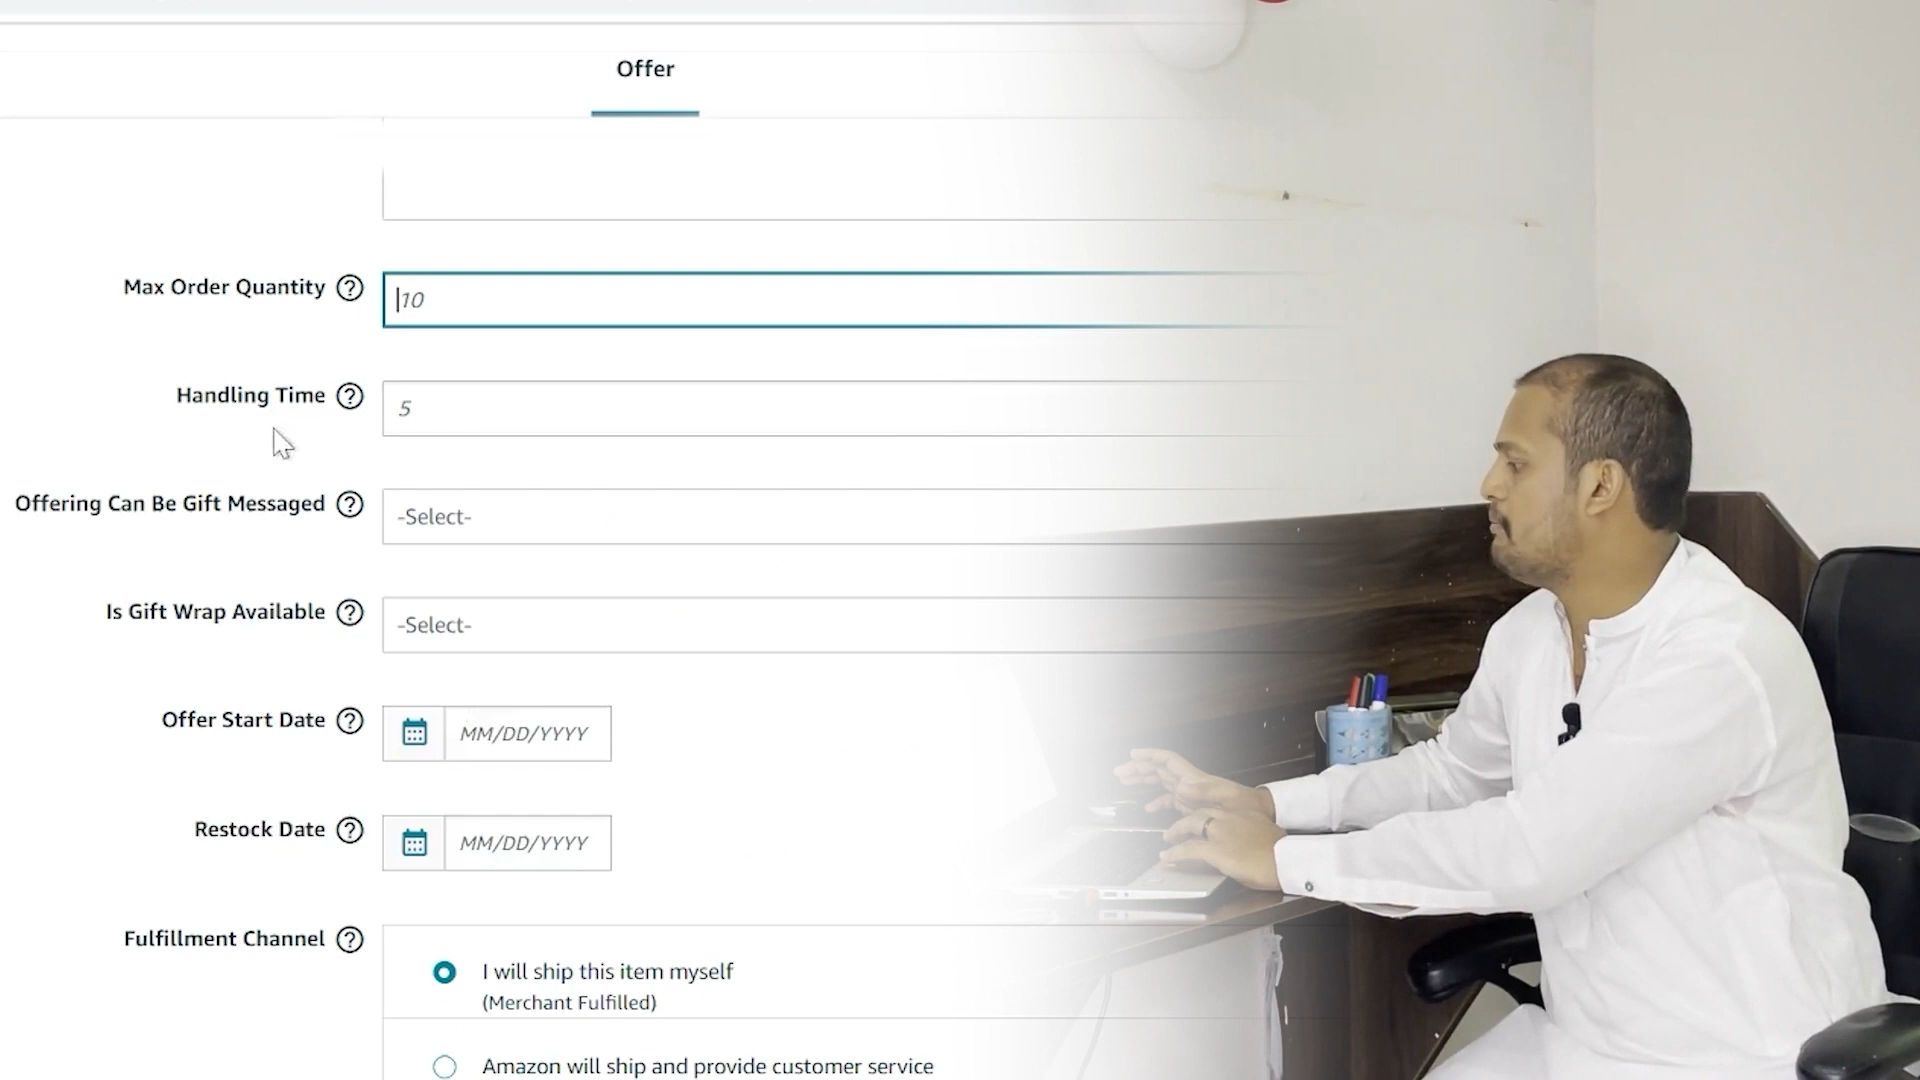 Offer
Max Order Quantity
10
Handling Time
5
Offering Can Be Gift Messaged
-Select-
Is Gift Wrap Available
-Select-
Offer Start Date
MM/DD/YYYY
Restock Date
MM/DD/YYYY
Fulfillment Channel
I will ship this item myself
(Merchant Fulfilled)
Amazon will ship and provide customer service